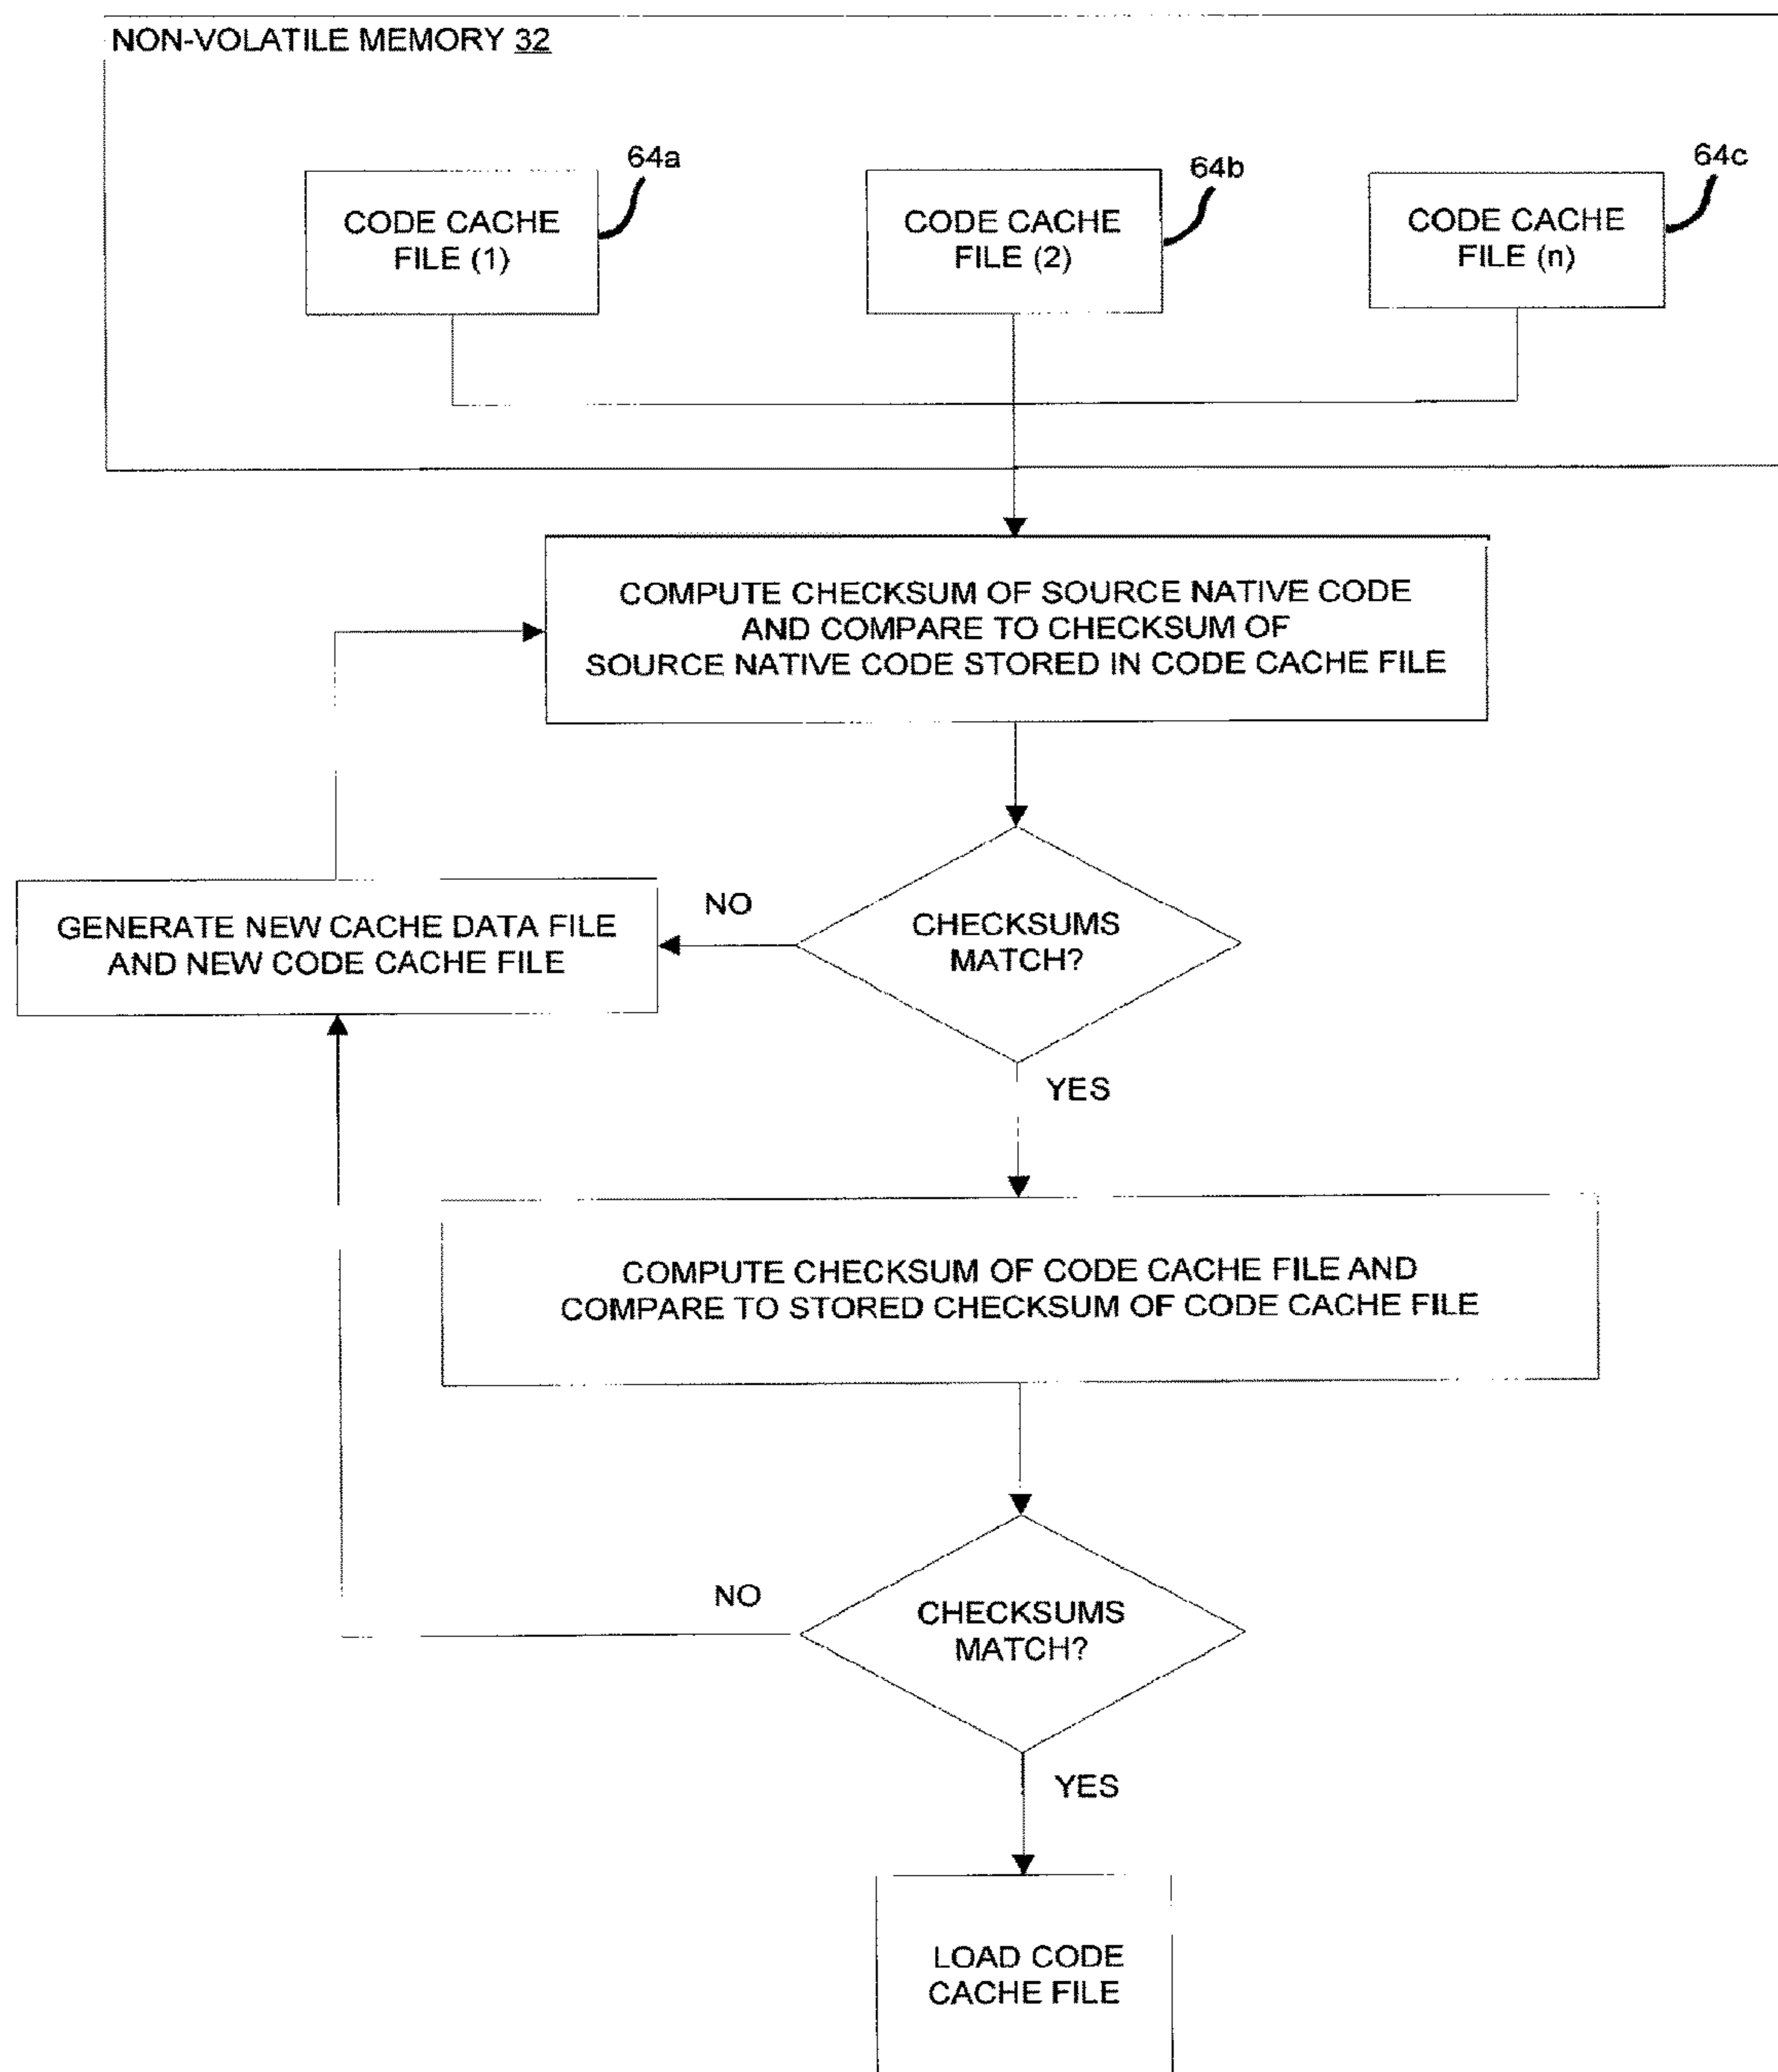 NON-VOLATILE MEMORY 32
64a
64b
64c
CODE CACHE
FILE (1)
CODE CACHE
FILE (2)
CODE CACHE
FILE (n)
COMPUTE CHECKSUM OF SOURCE NATIVE CODE
AND COMPARE TO CHECKSUM OF
SOURCE NATIVE CODE STORED IN CODE CACHE FILE
NO
CHECKSUMS
MATCH?
GENERATE NEW CACHE DATA FILE
AND NEW CODE CACHE FILE
YES
COMPUTE CHECKSUM OF CODE CACHE FILE AND
COMPARE TO STORED CHECKSUM OF CODE CACHE FILE
NO
CHECKSUMS
MATCH?
YES
LOAD CODE
CACHE FILE